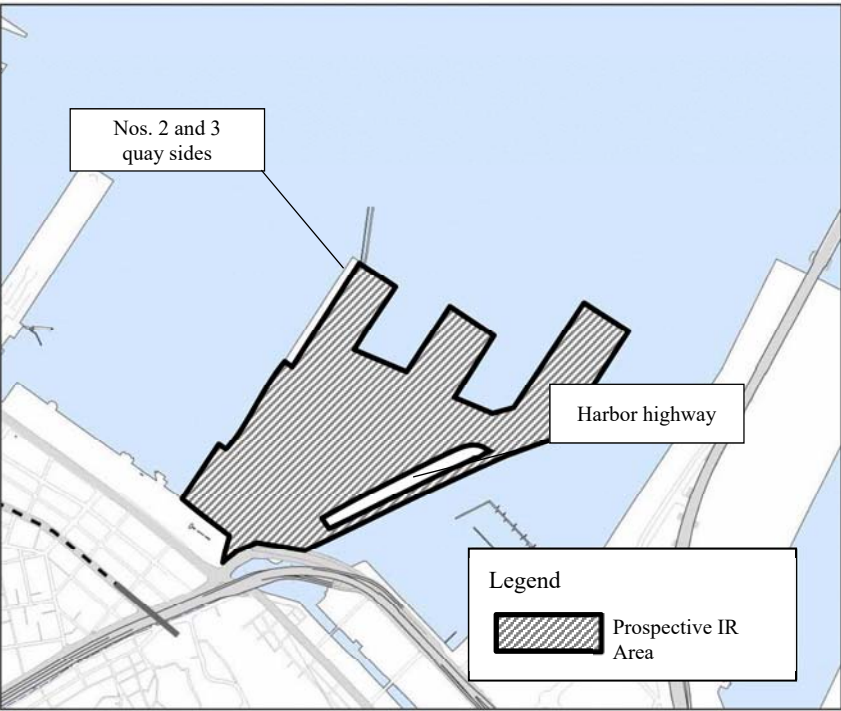 Nos. 2 and 3
quay sides
Harbor highway
Legend
Prospective IR
Area